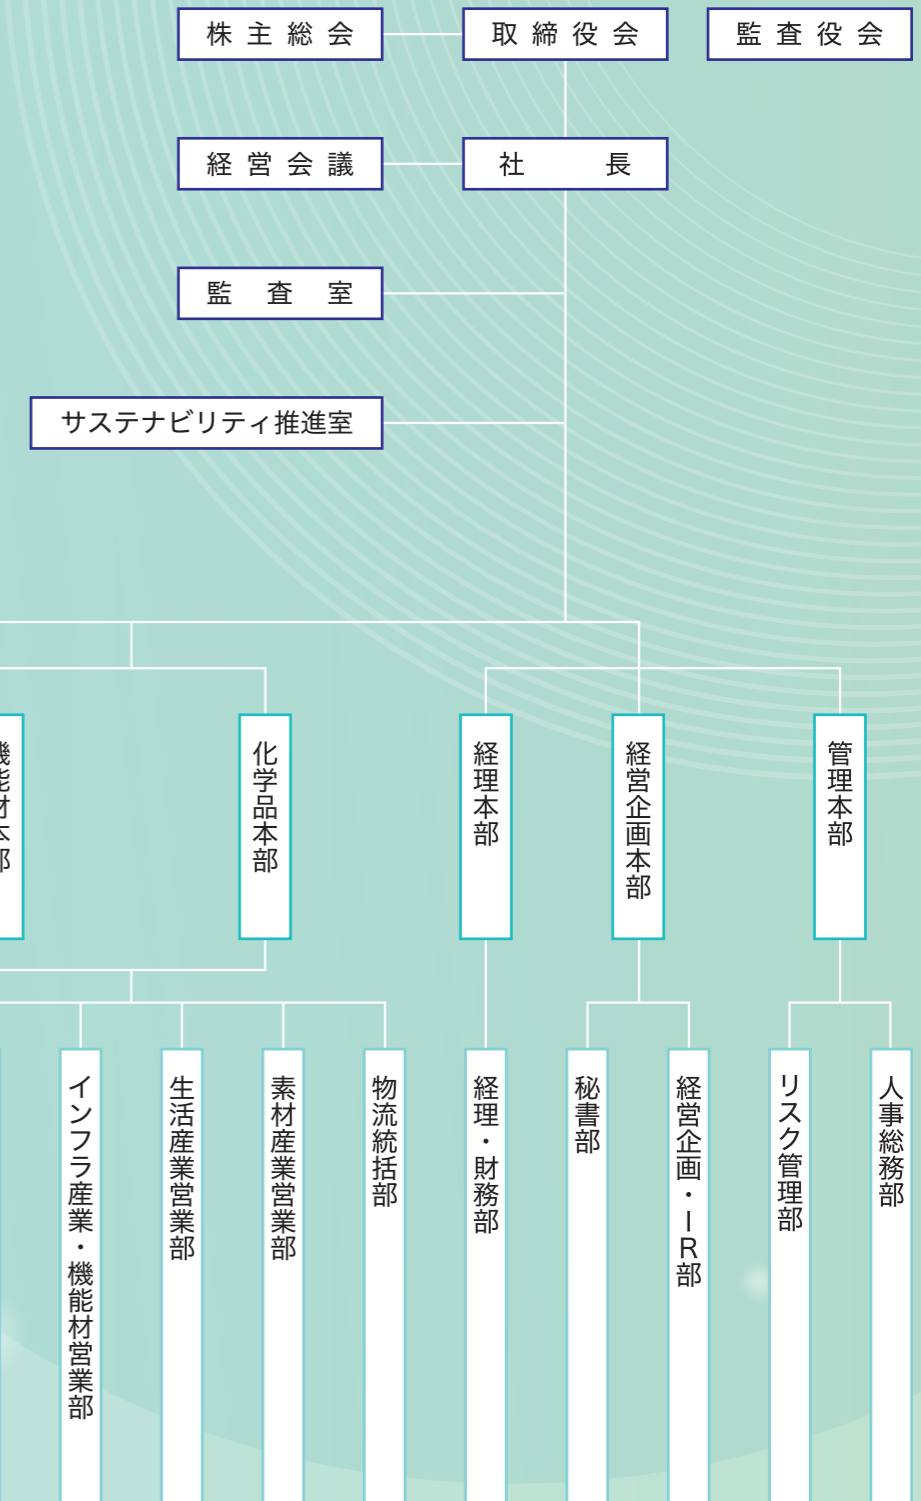 株主総会
取締役会
監査役会
経営会議
社長
監査室
サステナビリティ推進室
機能材本部
化学品本部
経理本部
経営企画本部
管理本部
インフラ産業・機能材営業部
生活産業営業部
素材産業営業部
物流統括部
経理・財務部
秘書部
経営企画・IR部
リスク管理部
人事総務部